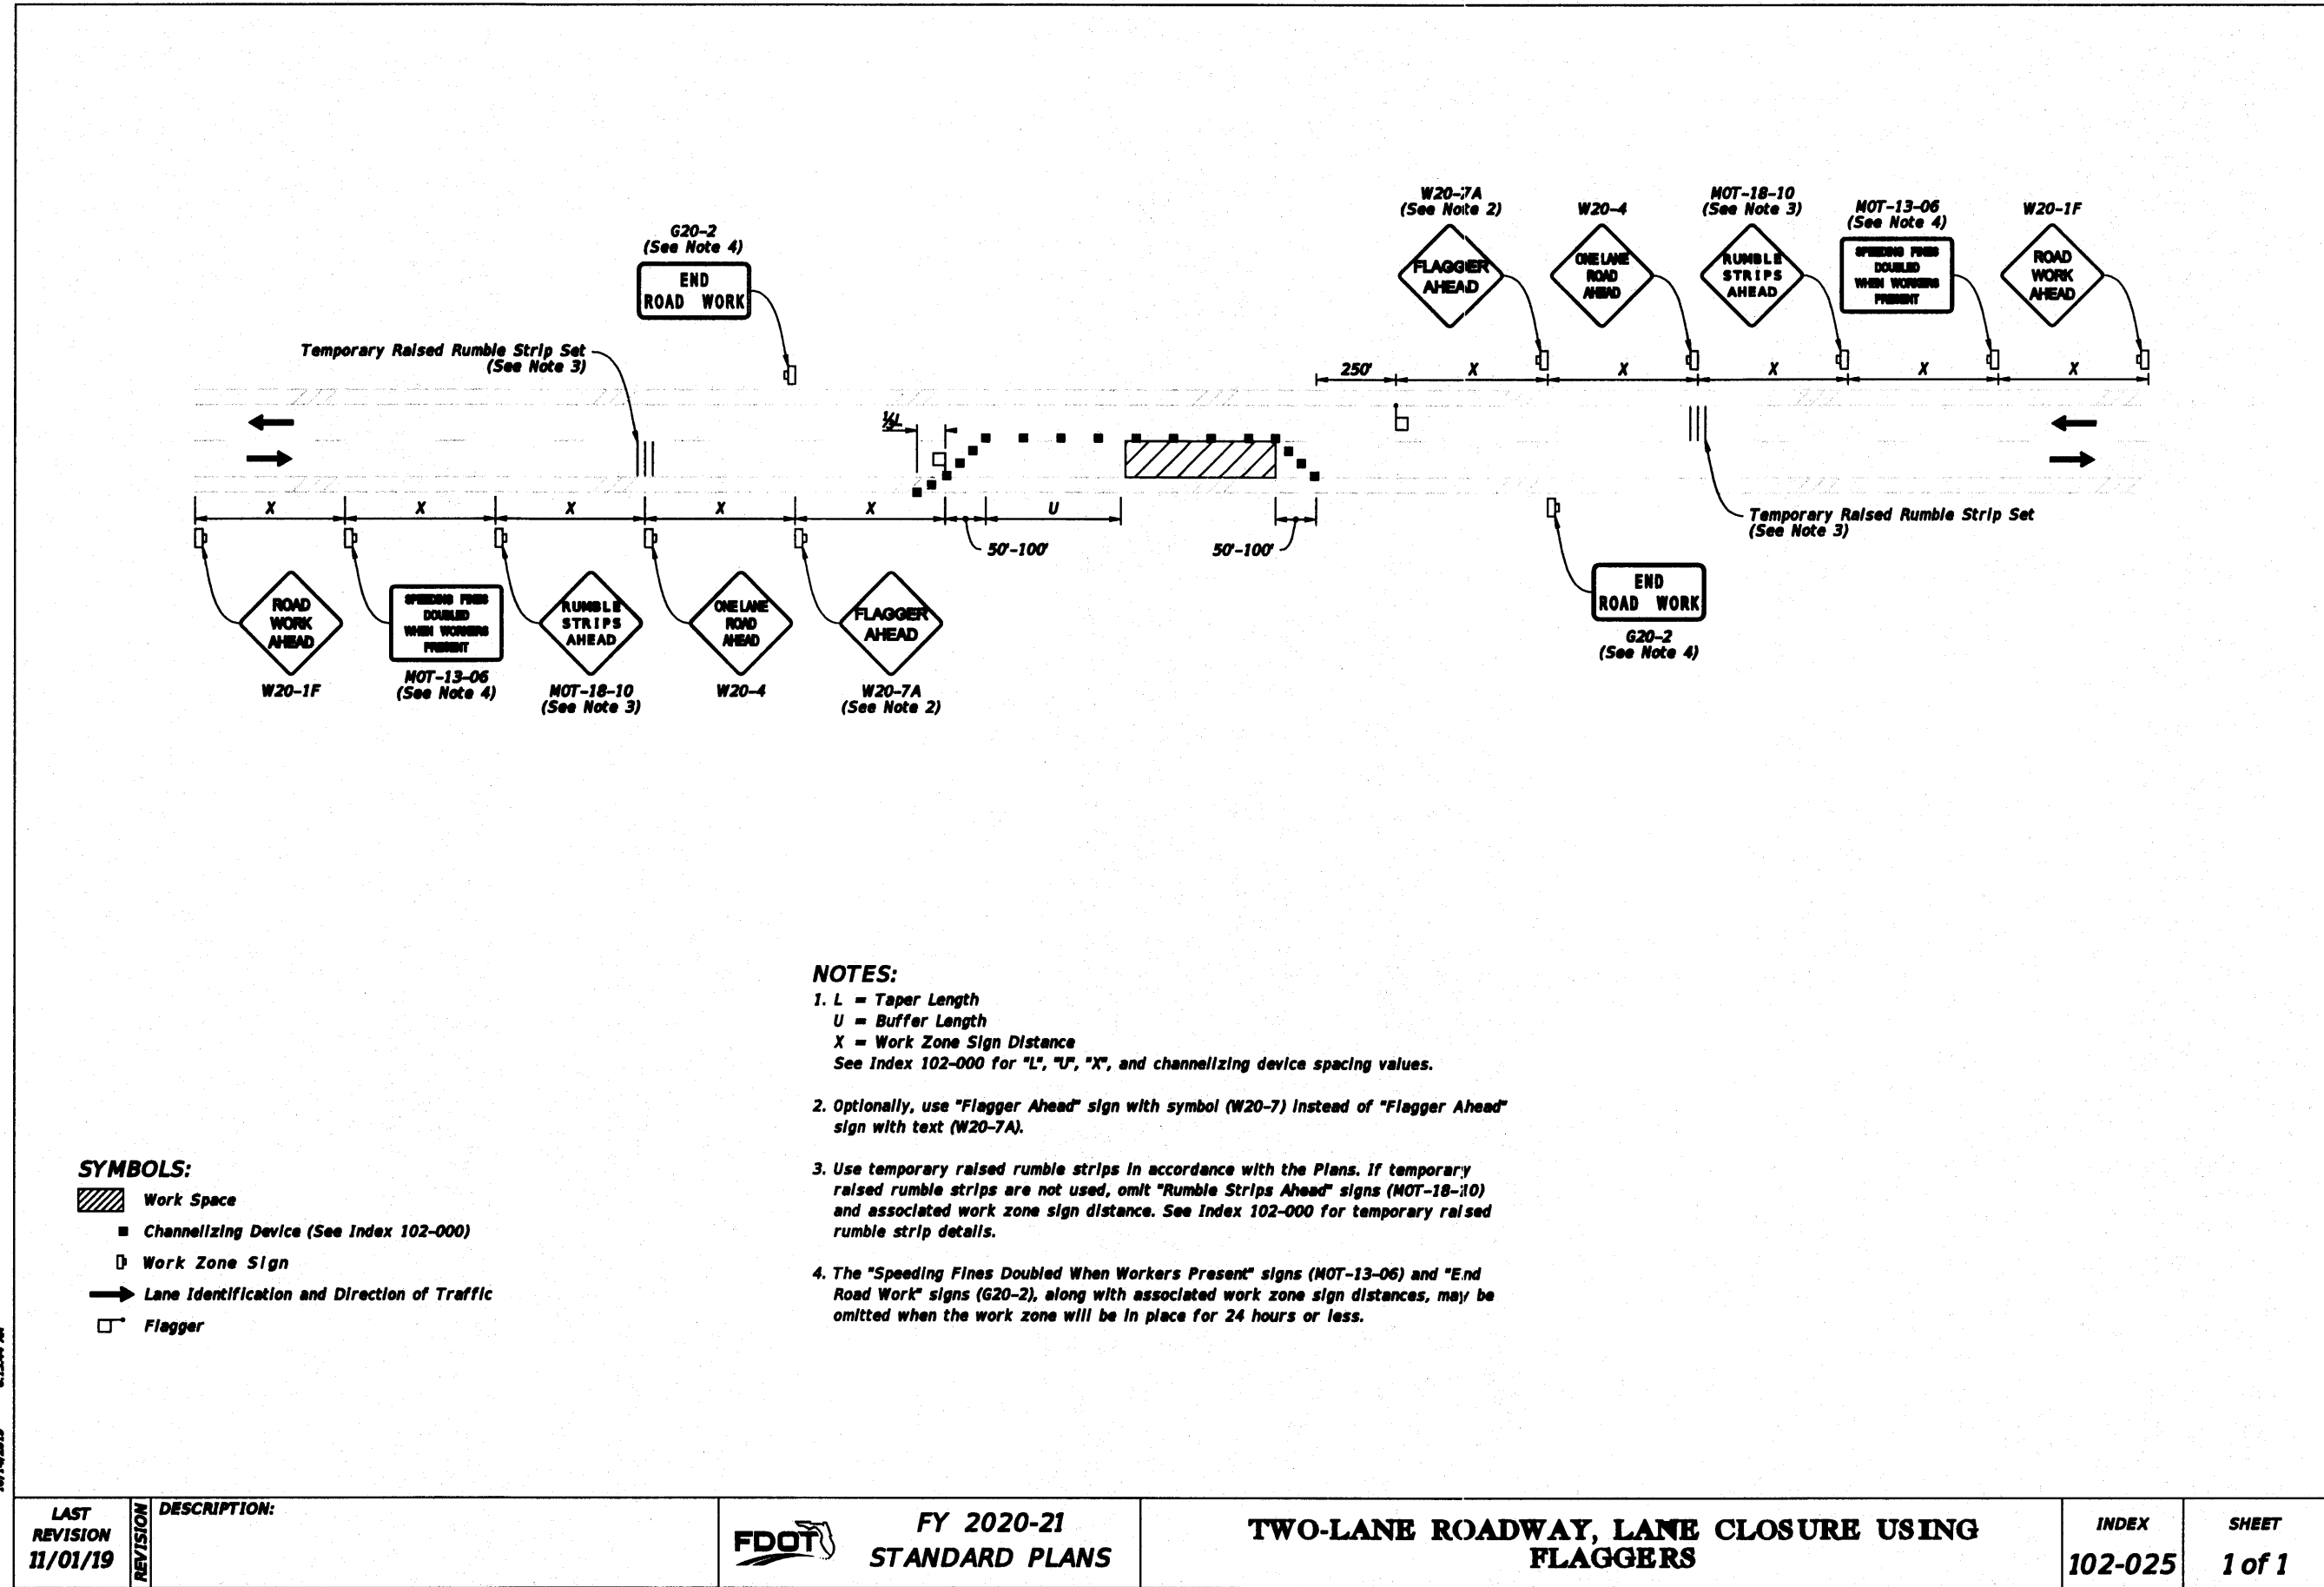 W20-7A
(See Note 2)
W20-4
MOT-18-10
(See Note 3)
MOT-13-06
(See Note 4)
W20-1F
G20-2
(See Note 4)
END
ROAD WORK
FLAGGER
AHEAD
ONE LANE
ROAD
AHEAD
RUMBLE
STRIPS
AHEAD
SPEEDING FINES
DOUBLED
WHEN WORKERS
PRESENT
ROAD
WORK
AHEAD
Temporary Raised Rumble Strip Set
(See Note 3)
250'
X
X
X
X
X
½L
X
X
X
X
X
U
50'-100'
50'-100'
Temporary Raised Rumble Strip Set
(See Note 3)
ROAD
WORK
AHEAD
W20-1F
SPEEDING FINES
DOUBLED
WHEN WORKERS
PRESENT
MOT-13-06
(See Note 4)
RUMBLE
STRIPS
AHEAD
MOT-18-10
(See Note 3)
ONE LANE
ROAD
AHEAD
W20-4
FLAGGER
AHEAD
W20-7A
(See Note 2)
END
ROAD WORK
G20-2
(See Note 4)
NOTES:
1. L = Taper Length
U = Buffer Length
X = Work Zone Sign Distance
See Index 102-000 for "L", "U", "X", and channelizing device spacing values.
2. Optionally, use "Flagger Ahead" sign with symbol (W20-7) instead of "Flagger Ahead"
sign with text (W20-7A).
3. Use temporary raised rumble strips in accordance with the Plans. If temporary
raised rumble strips are not used, omit "Rumble Strips Ahead" signs (MOT-18-10)
and associated work zone sign distance. See Index 102-000 for temporary raised
rumble strip details.
4. The "Speeding Fines Doubled When Workers Present" signs (MOT-13-06) and "End
Road Work" signs (G20-2), along with associated work zone sign distances, may be
omitted when the work zone will be in place for 24 hours or less.
SYMBOLS:
Work Space
Channelizing Device (See Index 102-000)
Work Zone Sign
Lane Identification and Direction of Traffic
Flagger
LAST
REVISION
11/01/19
REVISION
DESCRIPTION:
FDOT
FY 2020-21
STANDARD PLANS
TWO-LANE ROADWAY, LANE CLOSURE USING
FLAGGERS
INDEX
102-025
SHEET
1 of 1